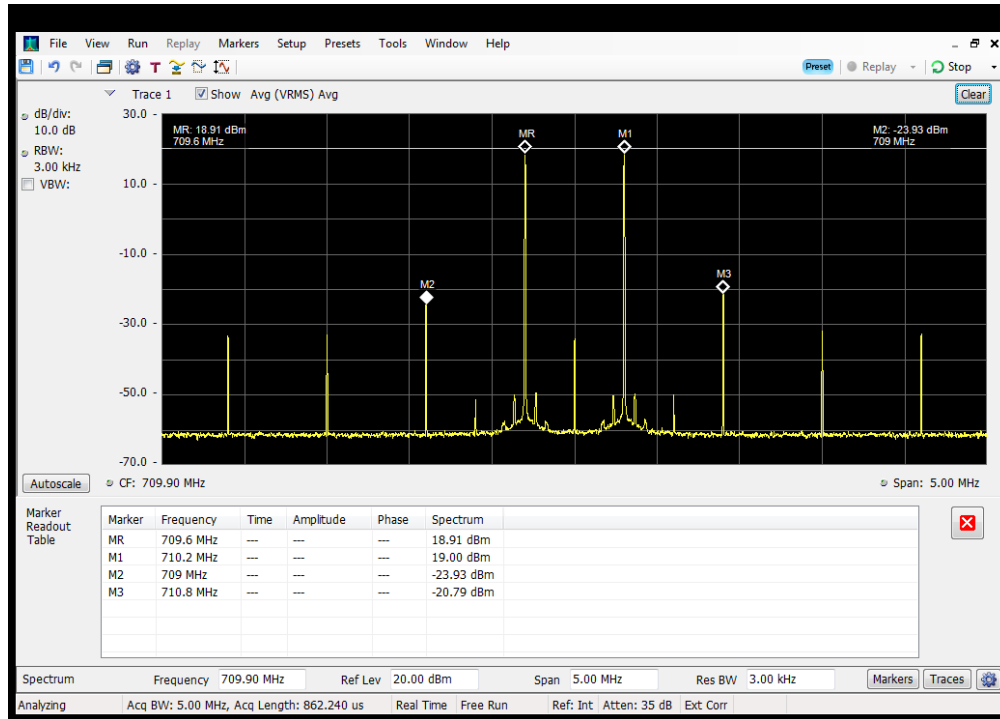 File View Run Replay Markers Setup Presets Tools Window Help
T Preset Replay Stop
Trace 1 Show Avg (VRMS) Avg Clear
dB/div:
10.0 dB
RBW:
3.00 kHz
VBW:
30.0
10.0
-10.0
-30.0
-50.0
-70.0
MR: 18.91 dBm
709.6 MHz
MR
M1
M2: -23.93 dBm
709 MHz
M2
M3
Autoscale CF: 709.90 MHz Span: 5.00 MHz
Marker
Readout
Table
Marker Frequency Time Amplitude Phase Spectrum
MR 709.6 MHz --- --- --- 18.91 dBm
M1 710.2 MHz --- --- --- 19.00 dBm
M2 709 MHz --- --- --- -23.93 dBm
M3 710.8 MHz --- --- --- -20.79 dBm
Spectrum Frequency 709.90 MHz Ref Lev 20.00 dBm Span 5.00 MHz Res BW 3.00 kHz Markers Traces
Analyzing Acq BW: 5.00 MHz, Acq Length: 862.240 us Real Time Free Run Ref: Int Atten: 35 dB Ext Corr